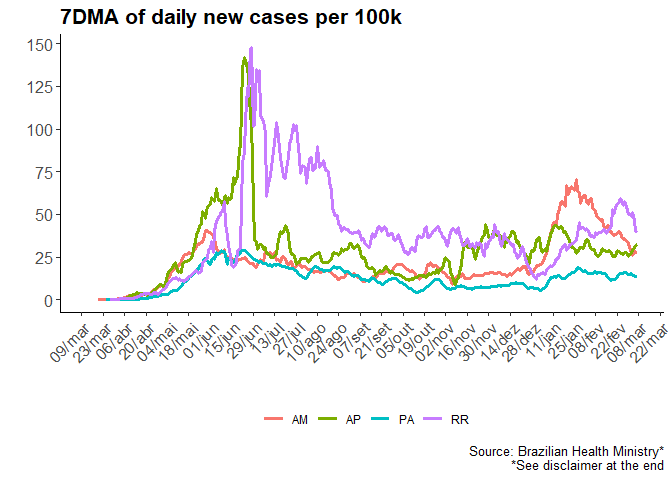 7DMA of daily new cases per 100k
150
125
100
75
50
25
0
09/mar
23/mar
06/abr
20/abr
04/mai
18/mai
01/jun
15/jun
29/jun
13/jul
27/jul
10/ago
24/ago
07/set
21/set
05/out
19/out
02/nov
16/nov
30/nov
14/dez
28/dez
11/jan
25/jan
08/fev
22/fev
08/mar
22/mar
AM AP PA RR
Source: Brazilian Health Ministry*
*See disclaimer at the end